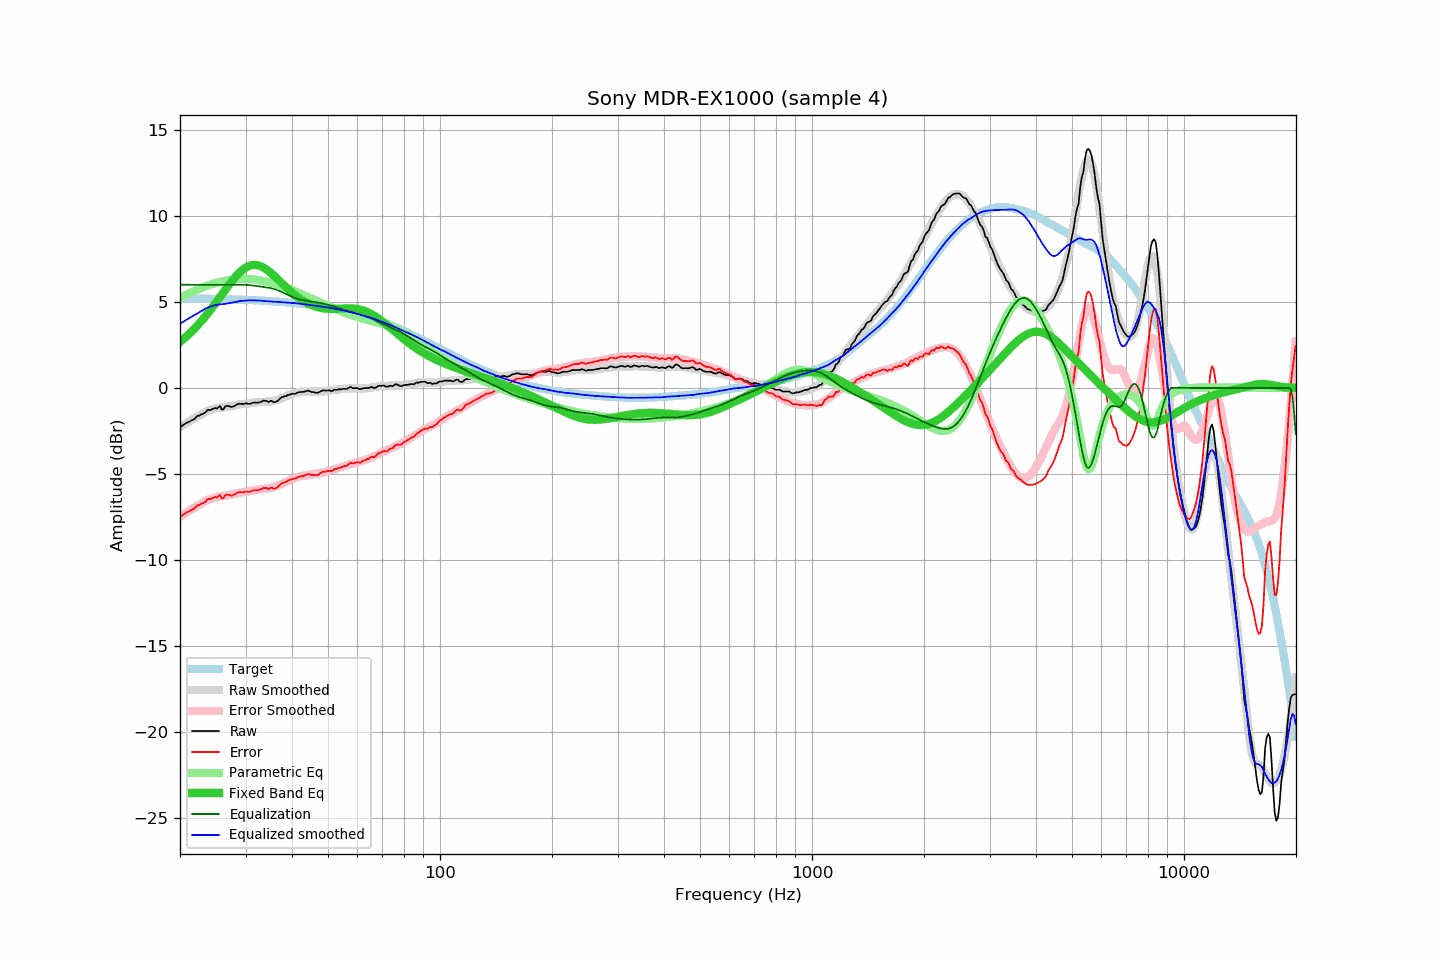 Sony MDR-EX1000 (sample 4)
15
10
5
0
−5
−10
−15
−20
−25
Amplitude (dBr)
Target
Raw Smoothed
Error Smoothed
Raw
Error
Parametric Eq
Fixed Band Eq
Equalization
Equalized smoothed
100
1000
10000
Frequency (Hz)